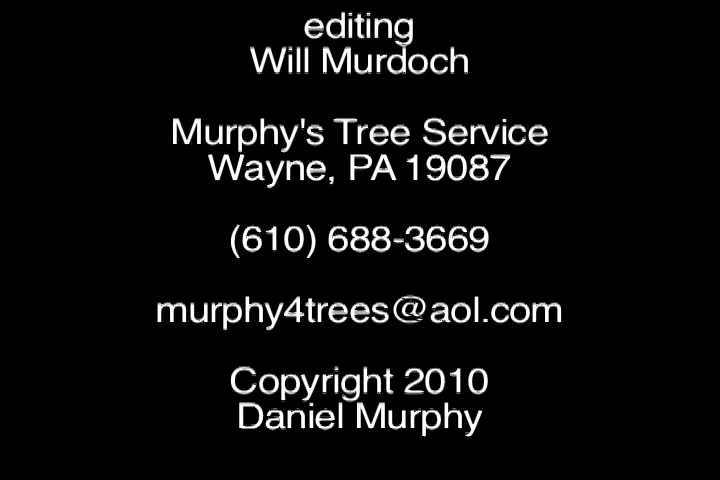 editing
Will Murdoch
Murphy's Tree Service
Wayne, PA 19087
(610) 688-3669
murphy4trees@aol.com
Copyright 2010
Daniel Murphy